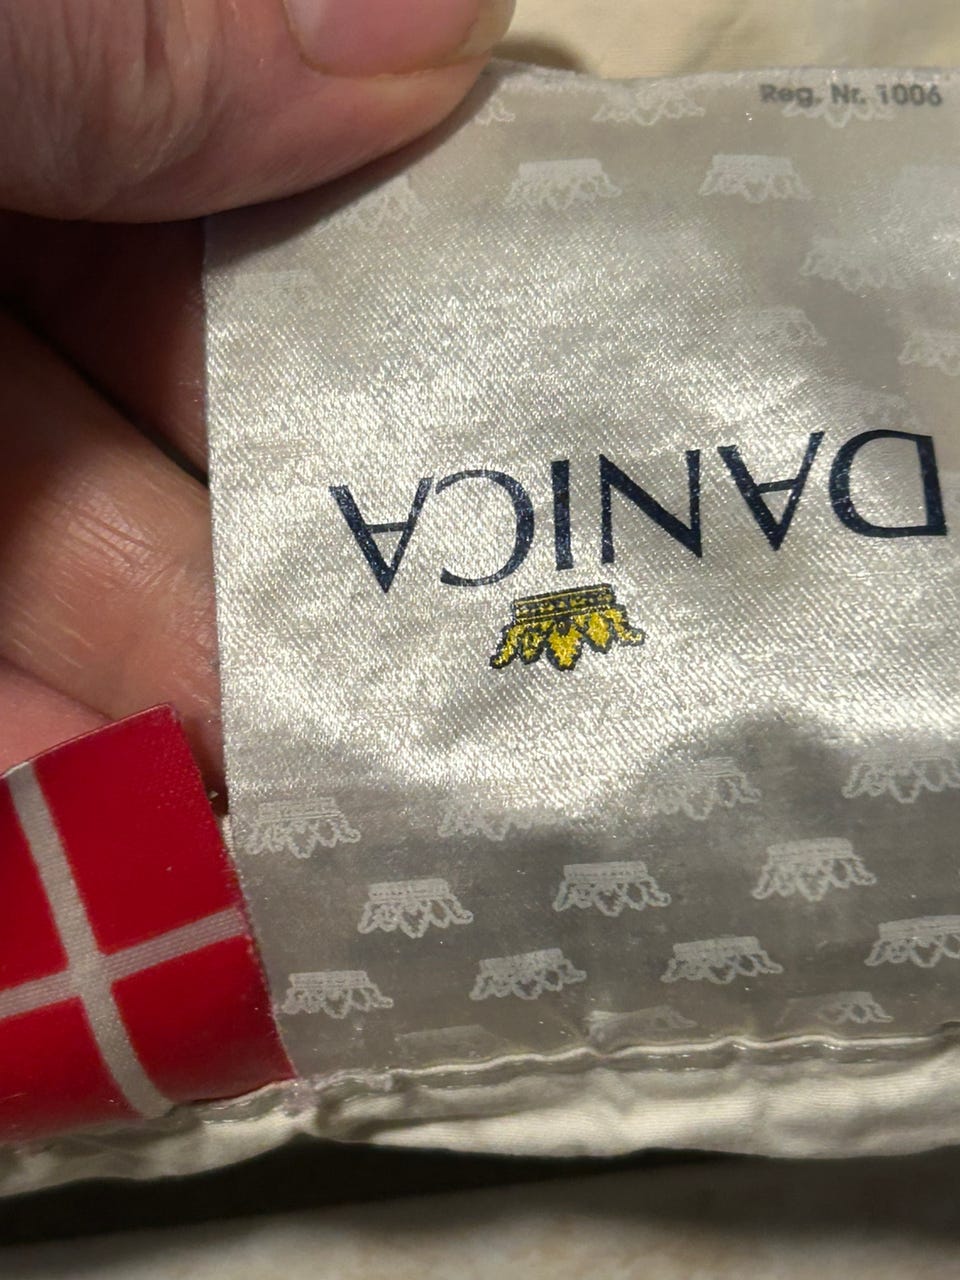 Reg. Nr. 1006
DANICA